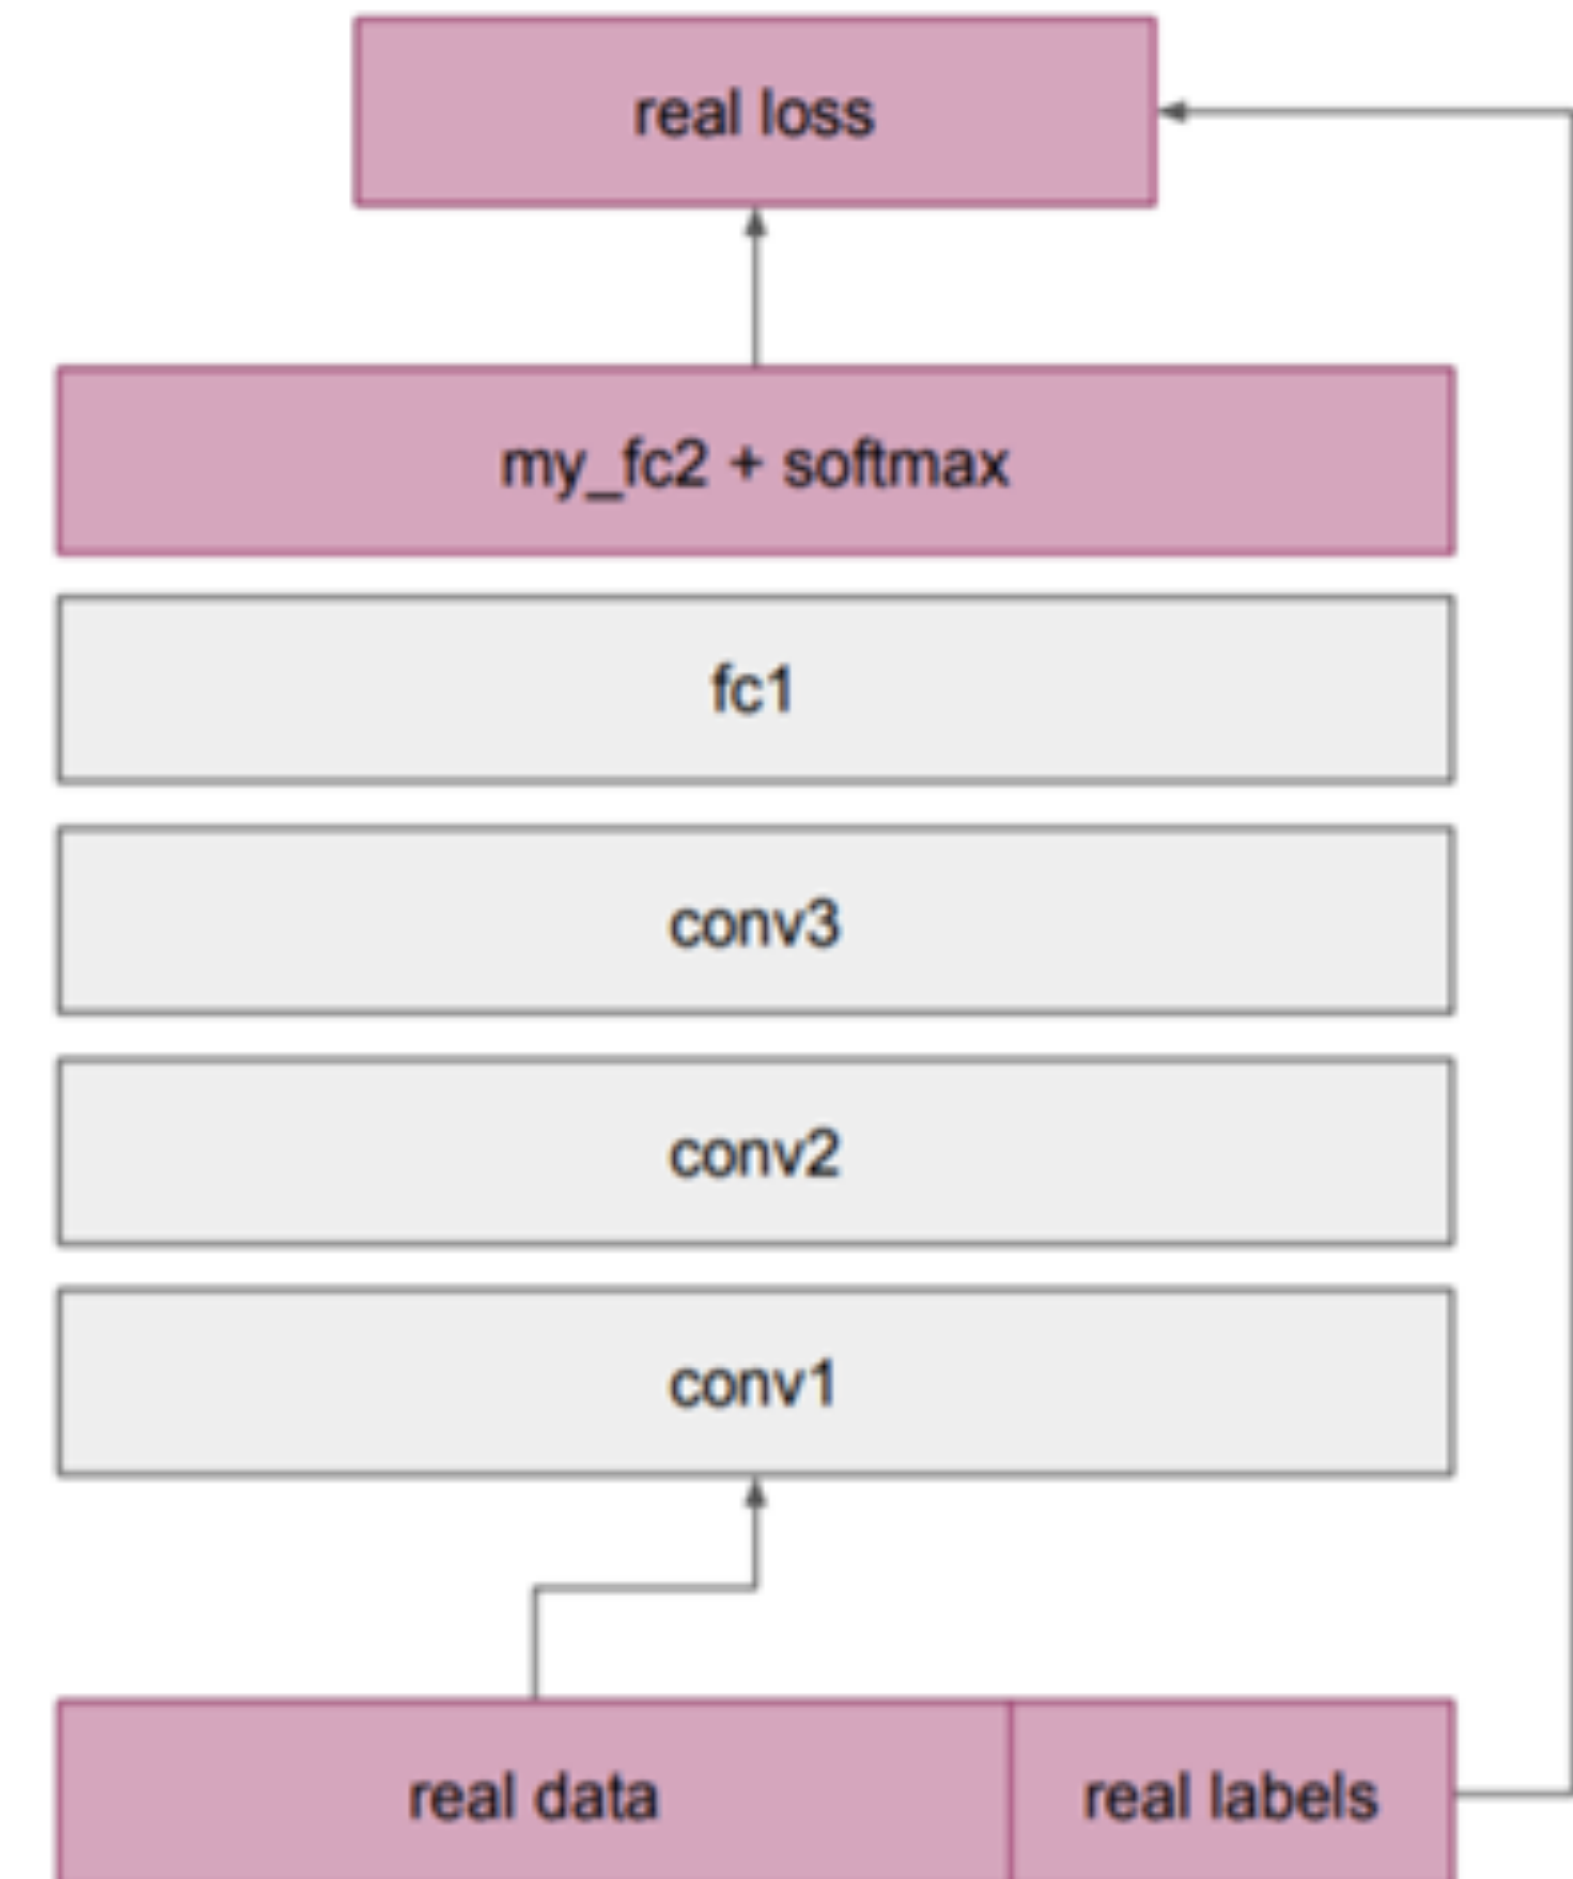 real loss
my_fc2 + softmax
fc1
conv3
conv2
conv1
real data
real labels